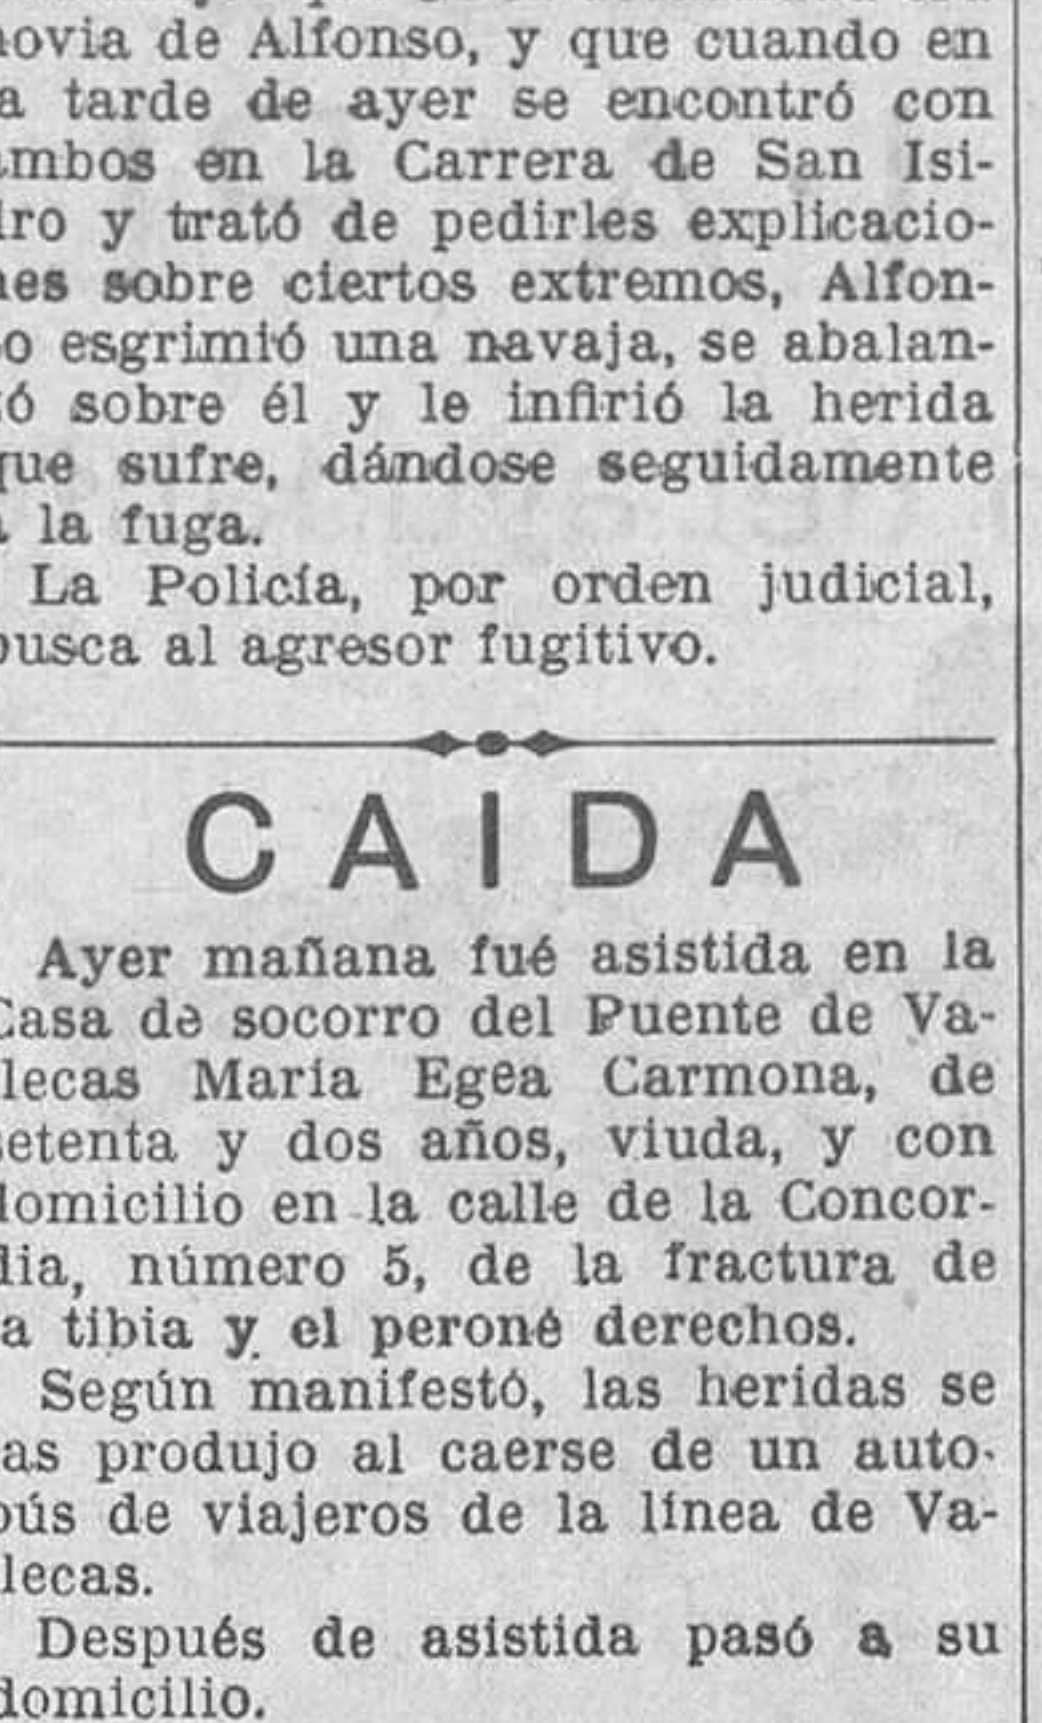 novia de Alfonso, y que cuando en
la tarde de ayer se encontró con
ambos en la Carrera de San Isi-
dro y trató de pedirles explicacio-
nes sobre ciertos extremos, Alfon-
so esgrimió una navaja, se abalan-
zó sobre él y le infirió la herida
que sufre, dándose seguidamente
a la fuga.
La Policía, por orden judicial,
busca al agresor fugitivo.
CAIDA
Ayer mañana fué asistida en la
Casa de socorro del Puente de Va-
llecas María Egea Carmona, de
setenta y dos años, viuda, y con
domicilio en la calle de la Concor-
dia, número 5, de la fractura de
la tibia y el peroné derechos.
Según manifestó, las heridas se
las produjo al caerse de un auto-
bús de viajeros de la línea de Va-
llecas.
Después de asistida pasó a su
domicilio.